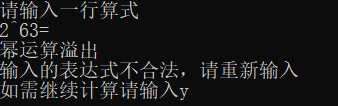 请输入一行算式
2^63=
幂运算溢出
输入的表达式不合法，请重新输入
如需继续计算请输入y